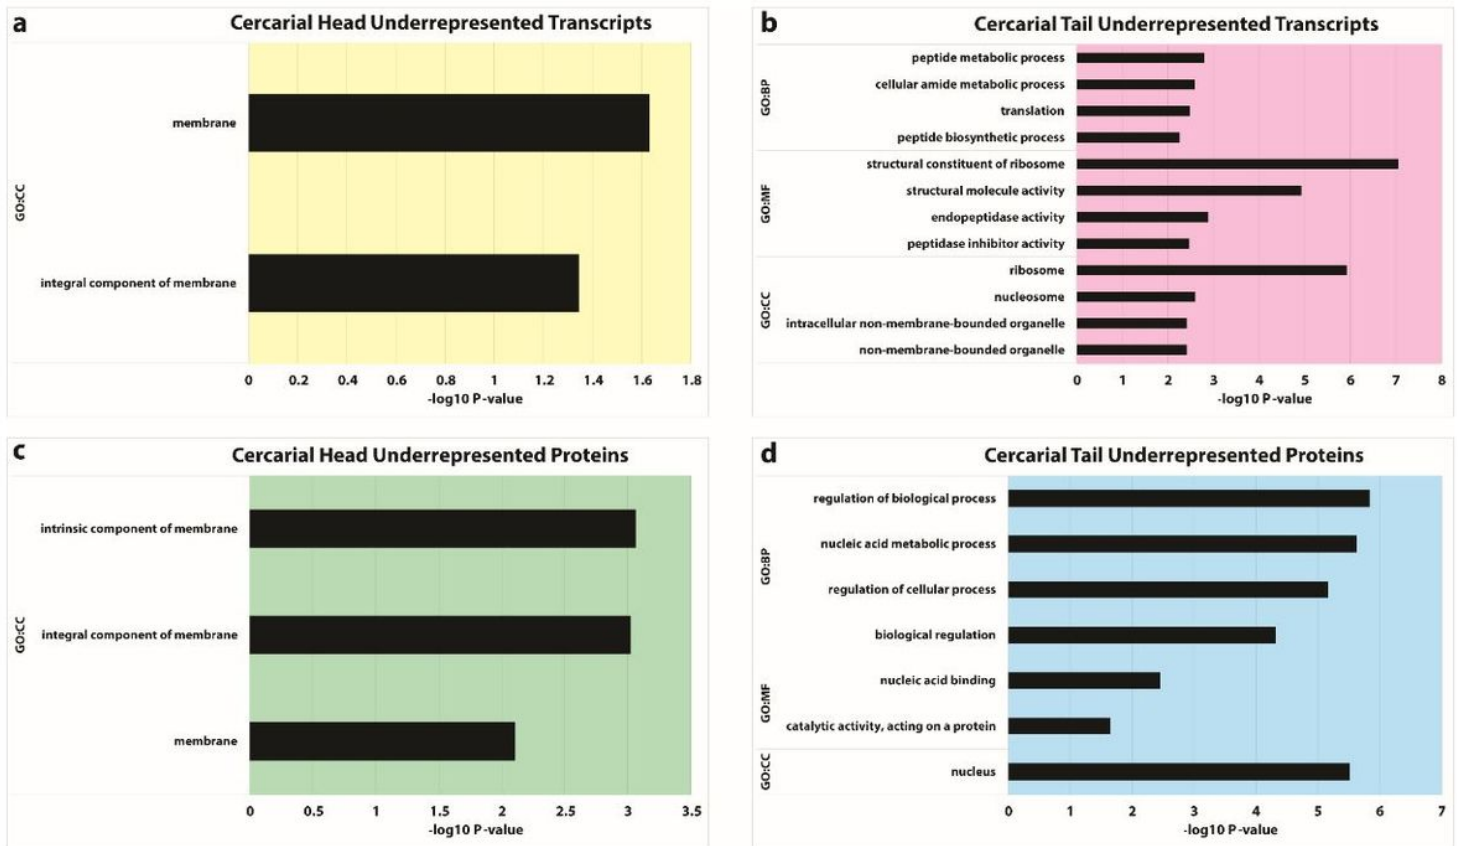 a
Cercarial Head Underrepresented Transcripts
GO:CC
membrane
integral component of membrane
0 0.2 0.4 0.6 0.8 1 1.2 1.4 1.6 1.8
-log10 P-value
b
Cercarial Tail Underrepresented Transcripts
GO:BP
peptide metabolic process
cellular amide metabolic process
translation
peptide biosynthetic process
GO:MF
structural constituent of ribosome
structural molecule activity
endopeptidase activity
peptidase inhibitor activity
GO:CC
ribosome
nucleosome
intracellular non-membrane-bounded organelle
non-membrane-bounded organelle
0 1 2 3 4 5 6 7 8
-log10 P-value
c
Cercarial Head Underrepresented Proteins
GO:CC
intrinsic component of membrane
integral component of membrane
membrane
0 0.5 1 1.5 2 2.5 3 3.5
-log10 P-value
d
Cercarial Tail Underrepresented Proteins
GO:BP
regulation of biological process
nucleic acid metabolic process
regulation of cellular process
biological regulation
GO:MF
nucleic acid binding
catalytic activity, acting on a protein
GO:CC
nucleus
0 1 2 3 4 5 6 7
-log10 P-value